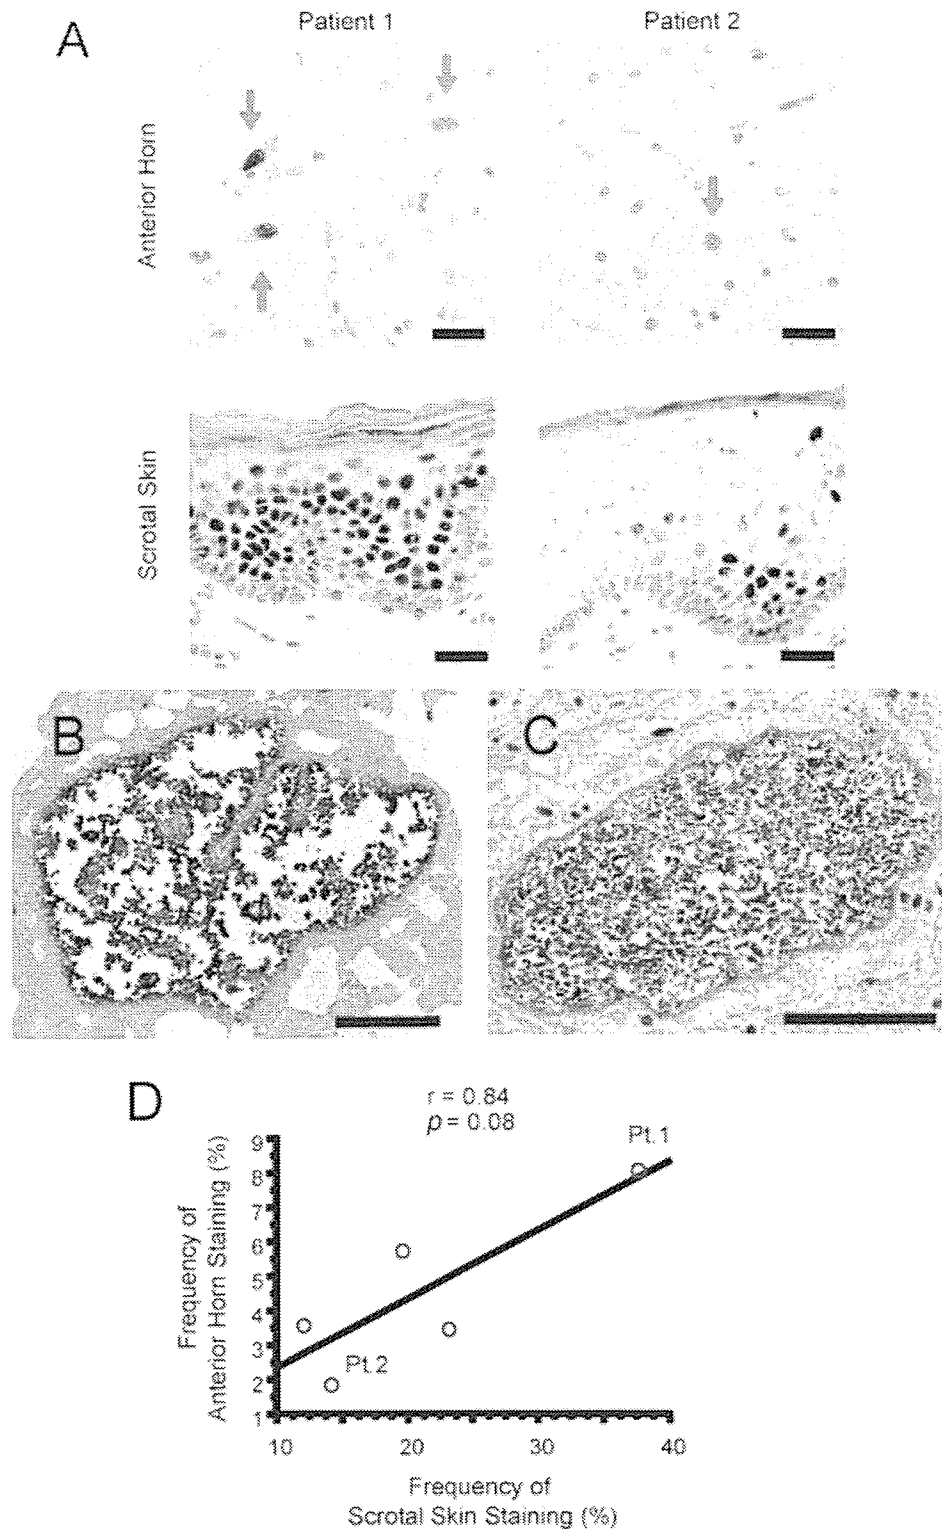 A
Patient 1
Patient 2
Anterior Horn
Scrotal Skin
B
C
D
r = 0.84
p = 0.08
Pt.1
Pt.2
9
8
7
6
5
4
3
2
1
10 20 30 40
Frequency of
Anterior Horn Staining (%)
Frequency of
Scrotal Skin Staining (%)